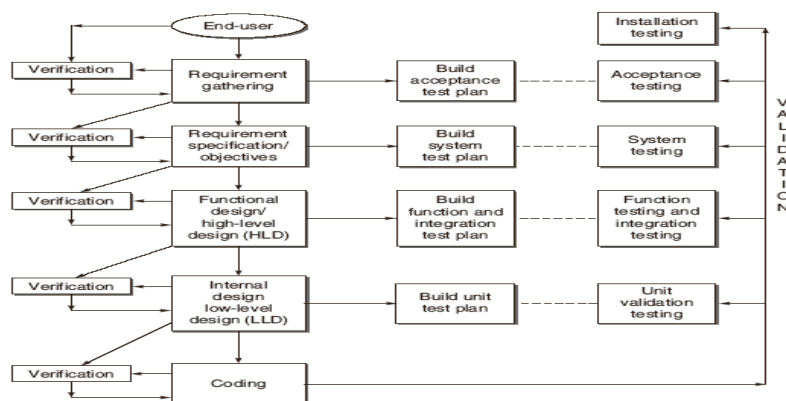 End-user
Installation
testing
Verification
Requirement
gathering
Build
acceptance
test plan
Acceptance
testing
Verification
Requirement
specification/
objectives
Build
system
test plan
System
testing
Verification
Functional
design/
high-level
design (HLD)
Build
function and
integration
test plan
Function
testing and
integration
testing
Verification
Internal
design
low-level
design (LLD)
Build unit
test plan
Unit
validation
testing
Verification
Coding
VALIDATION